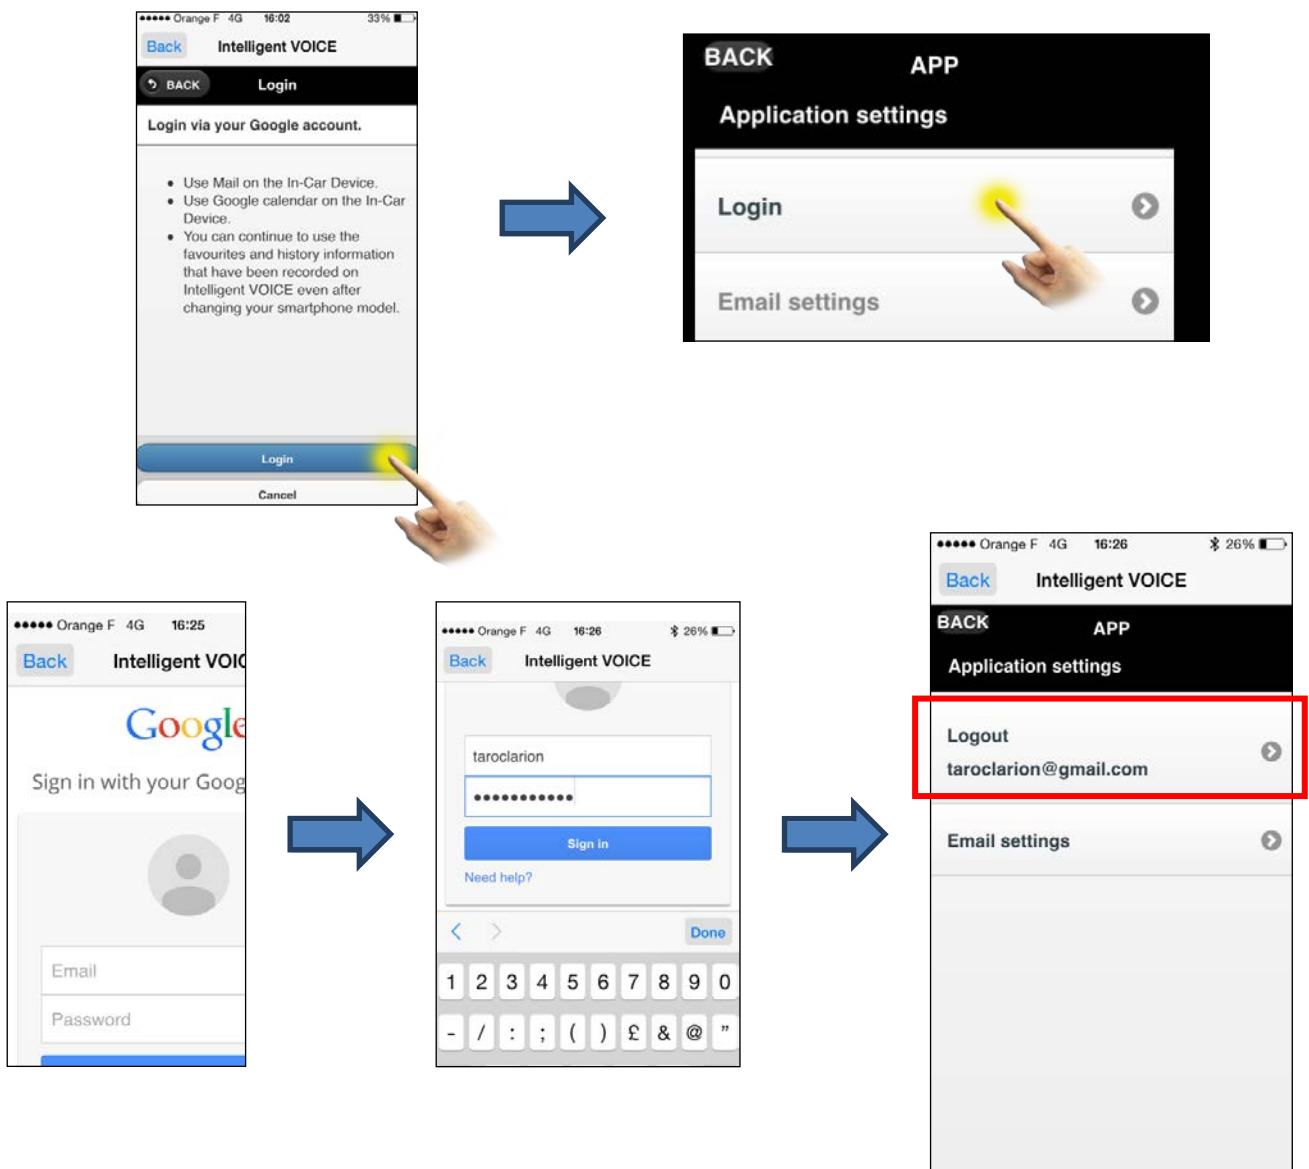 Orange F 4G 16:02 33%
Back Intelligent VOICE
BACK Login
Login via your Google account.
• Use Mail on the In-Car Device.
• Use Google calendar on the In-Car
Device.
• You can continue to use the
favourites and history information
that have been recorded on
Intelligent VOICE even after
changing your smartphone model.
Login
Cancel
BACK
APP
Application settings
Login
Email settings
Orange F 4G 16:25
Back Intelligent VOIC
Google
Sign in with your Goog
Email
Password
Orange F 4G 16:26 26%
Back Intelligent VOICE
taroclarion
•••••••••••
Sign in
Need help?
< > Done
1 2 3 4 5 6 7 8 9 0
- / : ; ( ) £ & @ "
Orange F 4G 16:26 26%
Back Intelligent VOICE
BACK
APP
Application settings
Logout
taroclarion@gmail.com
Email settings